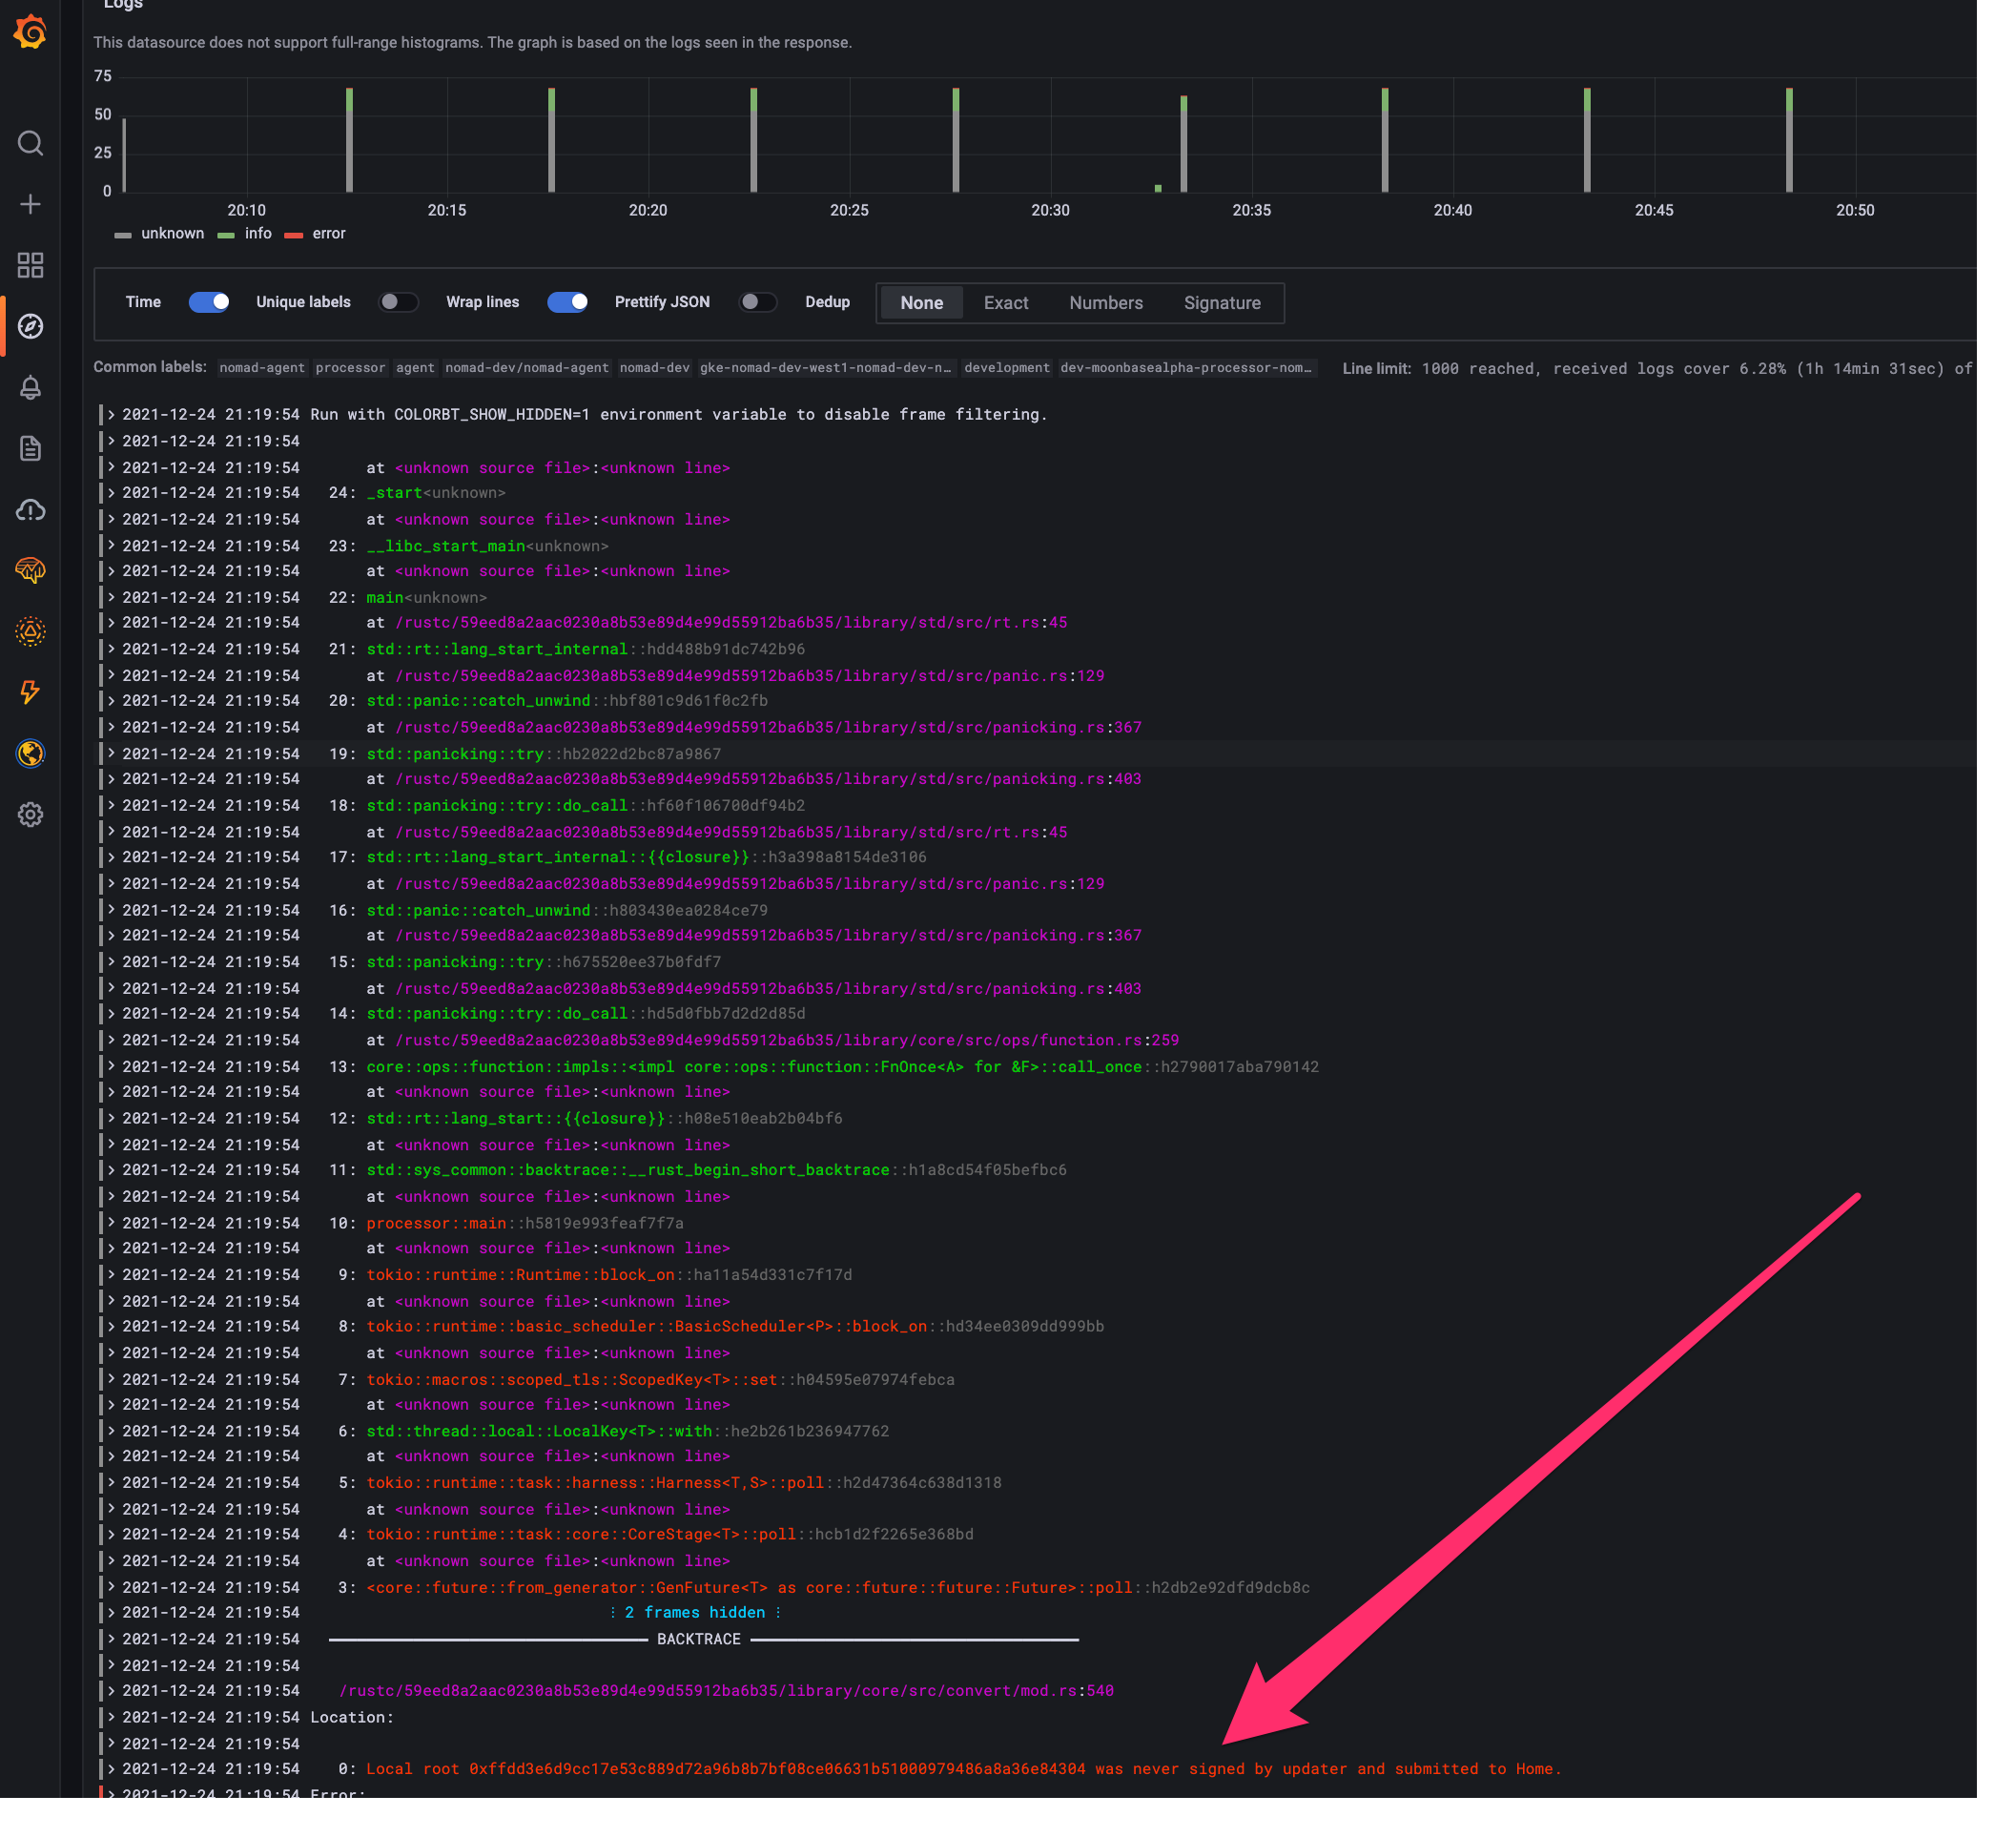 Logs
This datasource does not support full-range histograms. The graph is based on the logs seen in the response.
75
50
25
0
20:10 20:15 20:20 20:25 20:30 20:35 20:40 20:45 20:50
unknown info error
Time Unique labels Wrap lines Prettify JSON Dedup None Exact Numbers Signature
Common labels: nomad-agent processor agent nomad-dev/nomad-agent nomad-dev gke-nomad-dev-west1-nomad-dev-n… development dev-moonbasealpha-processor-nom… Line limit: 1000 reached, received logs cover 6.28% (1h 14min 31sec) of
> 2021-12-24 21:19:54 Run with COLORBT_SHOW_HIDDEN=1 environment variable to disable frame filtering.
> 2021-12-24 21:19:54
> 2021-12-24 21:19:54 at <unknown source file>:<unknown line>
> 2021-12-24 21:19:54 24: _start<unknown>
> 2021-12-24 21:19:54 at <unknown source file>:<unknown line>
> 2021-12-24 21:19:54 23: __libc_start_main<unknown>
> 2021-12-24 21:19:54 at <unknown source file>:<unknown line>
> 2021-12-24 21:19:54 22: main<unknown>
> 2021-12-24 21:19:54 at /rustc/59eed8a2aac0230a8b53e89d4e99d55912ba6b35/library/std/src/rt.rs:45
> 2021-12-24 21:19:54 21: std::rt::lang_start_internal::hdd488b91dc742b96
> 2021-12-24 21:19:54 at /rustc/59eed8a2aac0230a8b53e89d4e99d55912ba6b35/library/std/src/panic.rs:129
> 2021-12-24 21:19:54 20: std::panic::catch_unwind::hbf801c9d61f0c2fb
> 2021-12-24 21:19:54 at /rustc/59eed8a2aac0230a8b53e89d4e99d55912ba6b35/library/std/src/panicking.rs:367
> 2021-12-24 21:19:54 19: std::panicking::try::hb2022d2bc87a9867
> 2021-12-24 21:19:54 at /rustc/59eed8a2aac0230a8b53e89d4e99d55912ba6b35/library/std/src/panicking.rs:403
> 2021-12-24 21:19:54 18: std::panicking::try::do_call::hf60f106700df94b2
> 2021-12-24 21:19:54 at /rustc/59eed8a2aac0230a8b53e89d4e99d55912ba6b35/library/std/src/rt.rs:45
> 2021-12-24 21:19:54 17: std::rt::lang_start_internal::{{closure}}::h3a398a8154de3106
> 2021-12-24 21:19:54 at /rustc/59eed8a2aac0230a8b53e89d4e99d55912ba6b35/library/std/src/panic.rs:129
> 2021-12-24 21:19:54 16: std::panic::catch_unwind::h803430ea0284ce79
> 2021-12-24 21:19:54 at /rustc/59eed8a2aac0230a8b53e89d4e99d55912ba6b35/library/std/src/panicking.rs:367
> 2021-12-24 21:19:54 15: std::panicking::try::h675520ee37b0fdf7
> 2021-12-24 21:19:54 at /rustc/59eed8a2aac0230a8b53e89d4e99d55912ba6b35/library/std/src/panicking.rs:403
> 2021-12-24 21:19:54 14: std::panicking::try::do_call::hd5d0fbb7d2d2d85d
> 2021-12-24 21:19:54 at /rustc/59eed8a2aac0230a8b53e89d4e99d55912ba6b35/library/core/src/ops/function.rs:259
> 2021-12-24 21:19:54 13: core::ops::function::impls::<impl core::ops::function::FnOnce<A> for &F>::call_once::h2790017aba790142
> 2021-12-24 21:19:54 at <unknown source file>:<unknown line>
> 2021-12-24 21:19:54 12: std::rt::lang_start::{{closure}}::h08e510eab2b04bf6
> 2021-12-24 21:19:54 at <unknown source file>:<unknown line>
> 2021-12-24 21:19:54 11: std::sys_common::backtrace::__rust_begin_short_backtrace::h1a8cd54f05befbc6
> 2021-12-24 21:19:54 at <unknown source file>:<unknown line>
> 2021-12-24 21:19:54 10: processor::main::h5819e993feaf7f7a
> 2021-12-24 21:19:54 at <unknown source file>:<unknown line>
> 2021-12-24 21:19:54 9: tokio::runtime::Runtime::block_on::ha11a54d331c7f17d
> 2021-12-24 21:19:54 at <unknown source file>:<unknown line>
> 2021-12-24 21:19:54 8: tokio::runtime::basic_scheduler::BasicScheduler<P>::block_on::hd34ee0309dd999bb
> 2021-12-24 21:19:54 at <unknown source file>:<unknown line>
> 2021-12-24 21:19:54 7: tokio::macros::scoped_tls::ScopedKey<T>::set::h04595e07974febca
> 2021-12-24 21:19:54 at <unknown source file>:<unknown line>
> 2021-12-24 21:19:54 6: std::thread::local::LocalKey<T>::with::he2b261b236947762
> 2021-12-24 21:19:54 at <unknown source file>:<unknown line>
> 2021-12-24 21:19:54 5: tokio::runtime::task::harness::Harness<T,S>::poll::h2d47364c638d1318
> 2021-12-24 21:19:54 at <unknown source file>:<unknown line>
> 2021-12-24 21:19:54 4: tokio::runtime::task::core::CoreStage<T>::poll::hcb1d2f2265e368bd
> 2021-12-24 21:19:54 at <unknown source file>:<unknown line>
> 2021-12-24 21:19:54 3: <core::future::from_generator::GenFuture<T> as core::future::future::Future>::poll::h2db2e92dfd9dcb8c
> 2021-12-24 21:19:54 ⋮ 2 frames hidden ⋮
> 2021-12-24 21:19:54 BACKTRACE
> 2021-12-24 21:19:54
> 2021-12-24 21:19:54 /rustc/59eed8a2aac0230a8b53e89d4e99d55912ba6b35/library/core/src/convert/mod.rs:540
> 2021-12-24 21:19:54 Location:
> 2021-12-24 21:19:54
> 2021-12-24 21:19:54 0: Local root 0xffdd3e6d9cc17e53c889d72a96b8b7bf08ce06631b51000979486a8a36e84304 was never signed by updater and submitted to Home.
> 2021-12-24 21:19:54 Error: